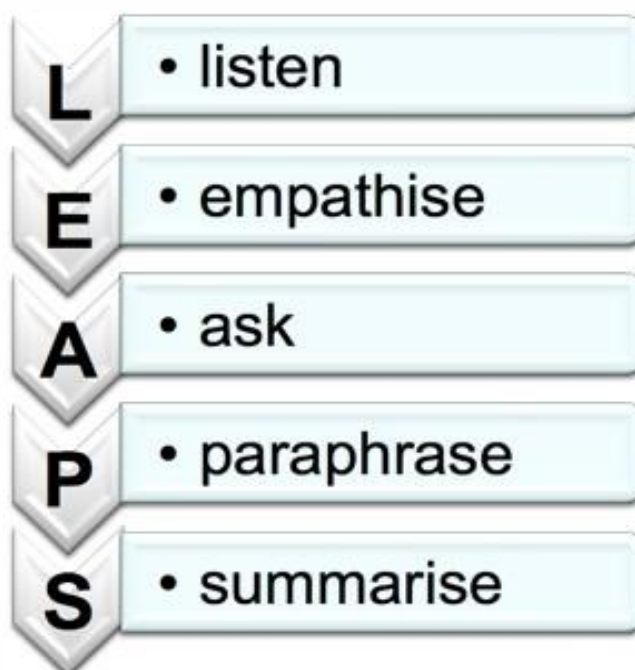 L • listen
E • empathise
A • ask
P • paraphrase
S • summarise